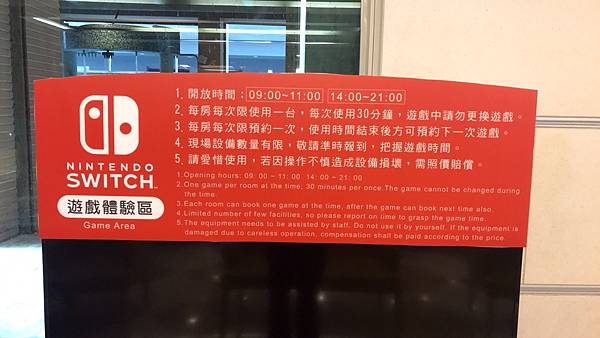 NINTENDO
SWITCH™
遊戲體驗區
Game Area
1. 開放時間：09:00~11:00 14:00~21:00
2. 每房每次限使用一台，每次使用30分鐘，遊戲中請勿更換遊戲。
3. 每房每次限預約一次，使用時間結束後方可預約下一次遊戲。
4. 現場設備數量有限，敬請準時報到，把握遊戲時間。
5. 請愛惜使用，若因操作不慎造成設備損壞，需照價賠償。
1.Opening hours: 09: 00 ~ 11:00 14: 00 ~ 21: 00
2.One game per room at the time, 30 minutes per once.The game cannot be changed during
the time.
3.Each room can book one game at the time, after the game can book next time also.
4.Limited number of few facilities, so please report on time to grasp the game time.
5.The equipment needs to be assisted by staff. Do not use it by yourself. If the equipment is
damaged due to careless operation, compensation shall be paid according to the price.